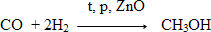 t, p, ZnO
CO + 2H₂ ⟶ CH₃OH